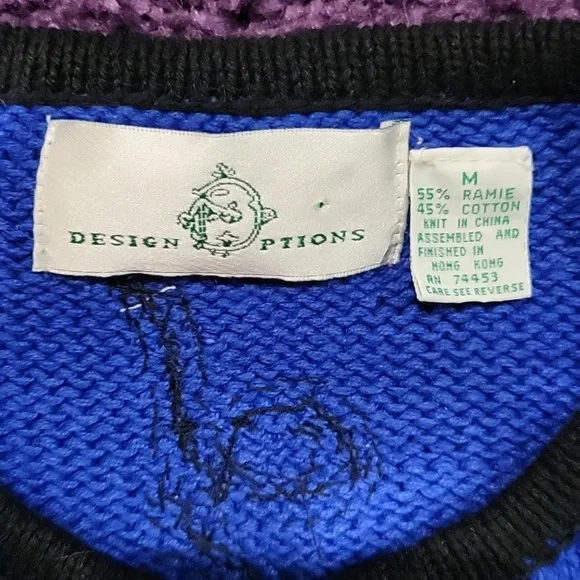 DESIGN OPTIONS
M
55% RAMIE
45% COTTON
KNIT IN CHINA
ASSEMBLED AND
FINISHED IN
HONG KONG
RN 74453
CARE SEE REVERSE